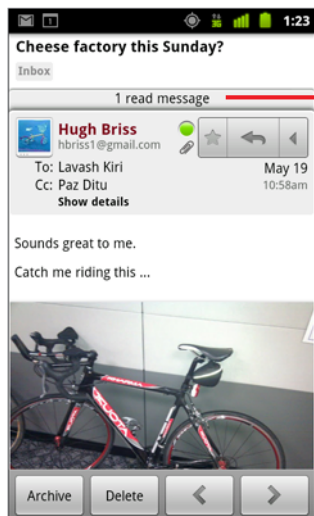 1:23
Cheese factory this Sunday?
Inbox
1 read message
Hugh Briss
hbriss1@gmail.com
To: Lavash Kiri
May 19
Cc: Paz Ditu
10:58am
Show details
Sounds great to me.
Catch me riding this ...
KUOTA
Archive
Delete